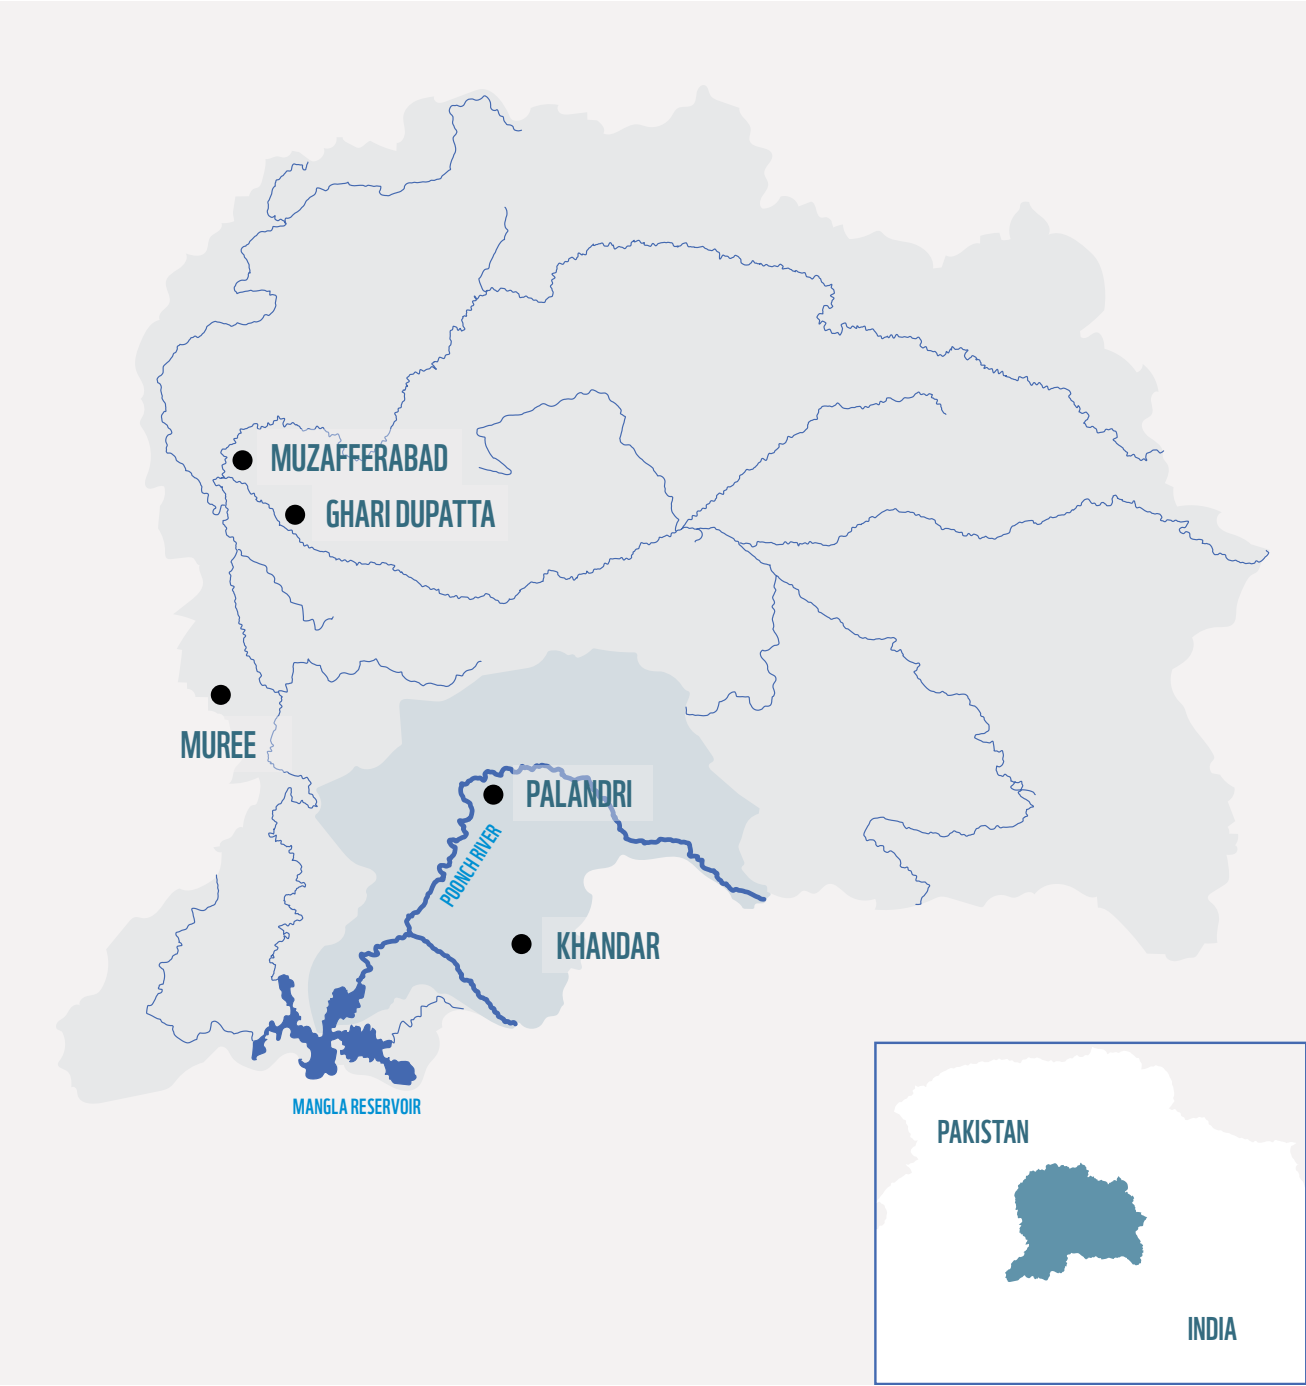 MUZAFFERABAD
GHARI DUPATTA
MUREE
PALANDRI
POONCH RIVER
KHANDAR
MANGLA RESERVOIR
PAKISTAN
INDIA